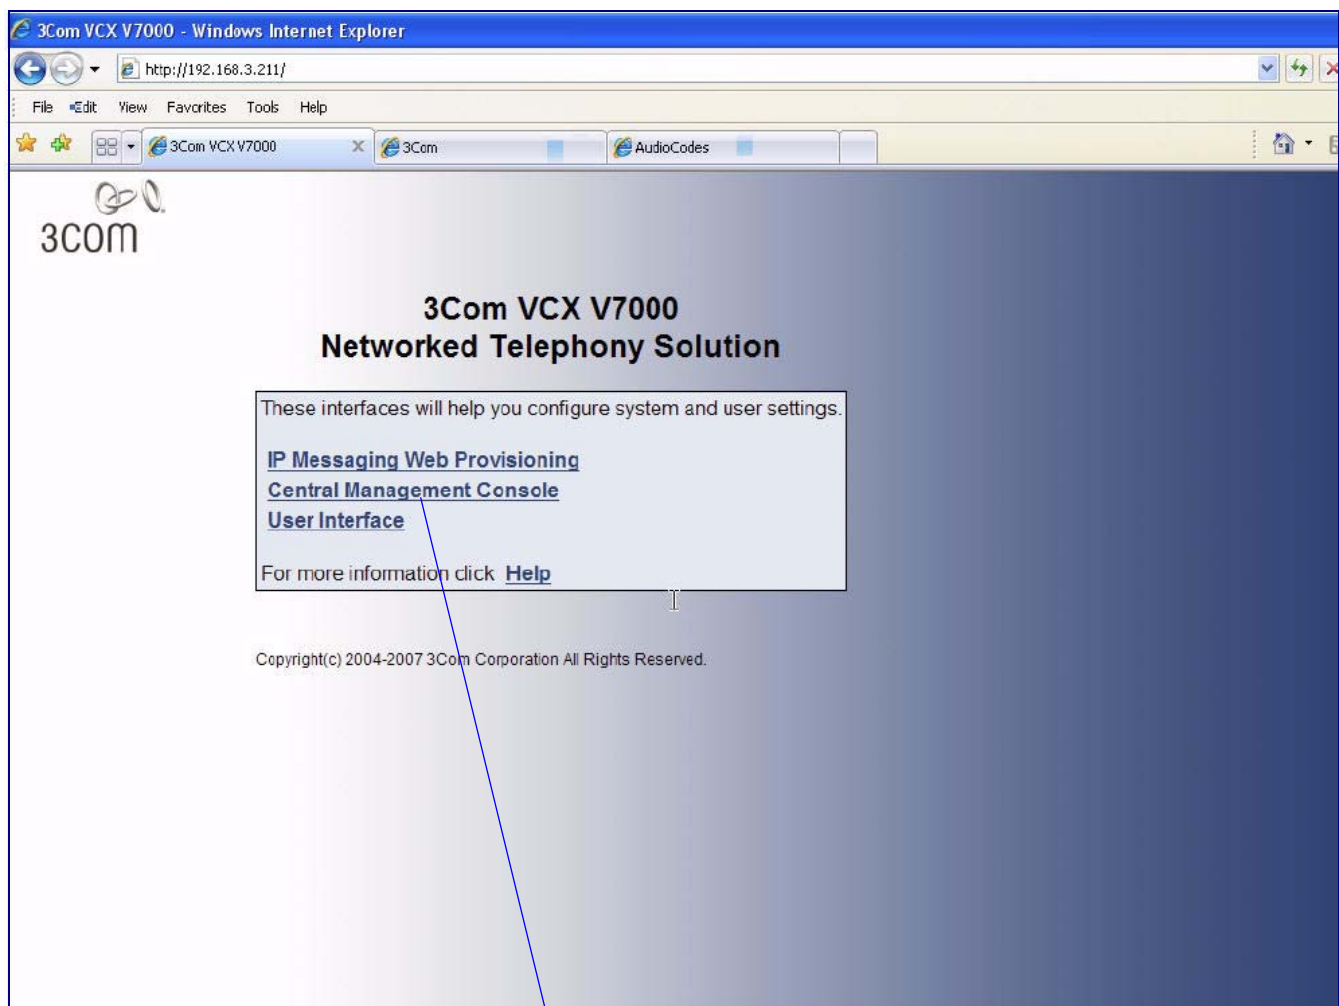 3Com VCX V7000 - Windows Internet Explorer
http://192.168.3.211/
File Edit View Favorites Tools Help
3Com VCX V7000
3Com
AudioCodes
3COM
3Com VCX V7000
Networked Telephony Solution
These interfaces will help you configure system and user settings.
IP Messaging Web Provisioning
Central Management Console
User Interface
For more information click Help
Copyright(c) 2004-2007 3Com Corporation All Rights Reserved.